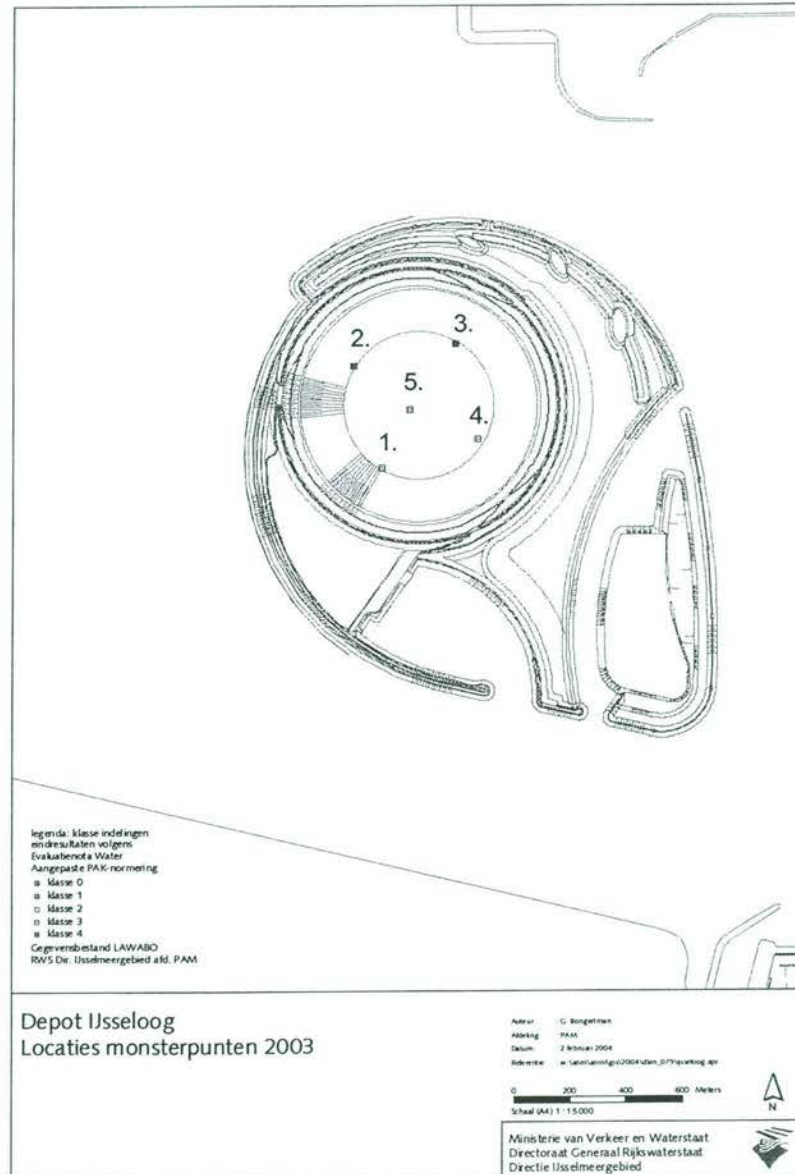 3.
2.
5.
4.
1.
legenda: klasse indelingen
eindresultaten volgens
Evaluatienota Water
Aangepaste PAK-normering
klasse 0
klasse 1
klasse 2
klasse 3
klasse 4
Gegevensbestand LAWABO
RWS Dir. IJsselmeergebied afd. PAM
Depot IJsseloog
Locaties monsterpunten 2003
Auteur : G. Bongertman
Afdeling : PAM
Datum : 2 februari 2004
Referentie :
0 200 400 600 Meters
Schaal (A4) 1 : 15.000
N
Ministerie van Verkeer en Waterstaat
Directoraat Generaal Rijkswaterstaat
Directie IJsselmeergebied